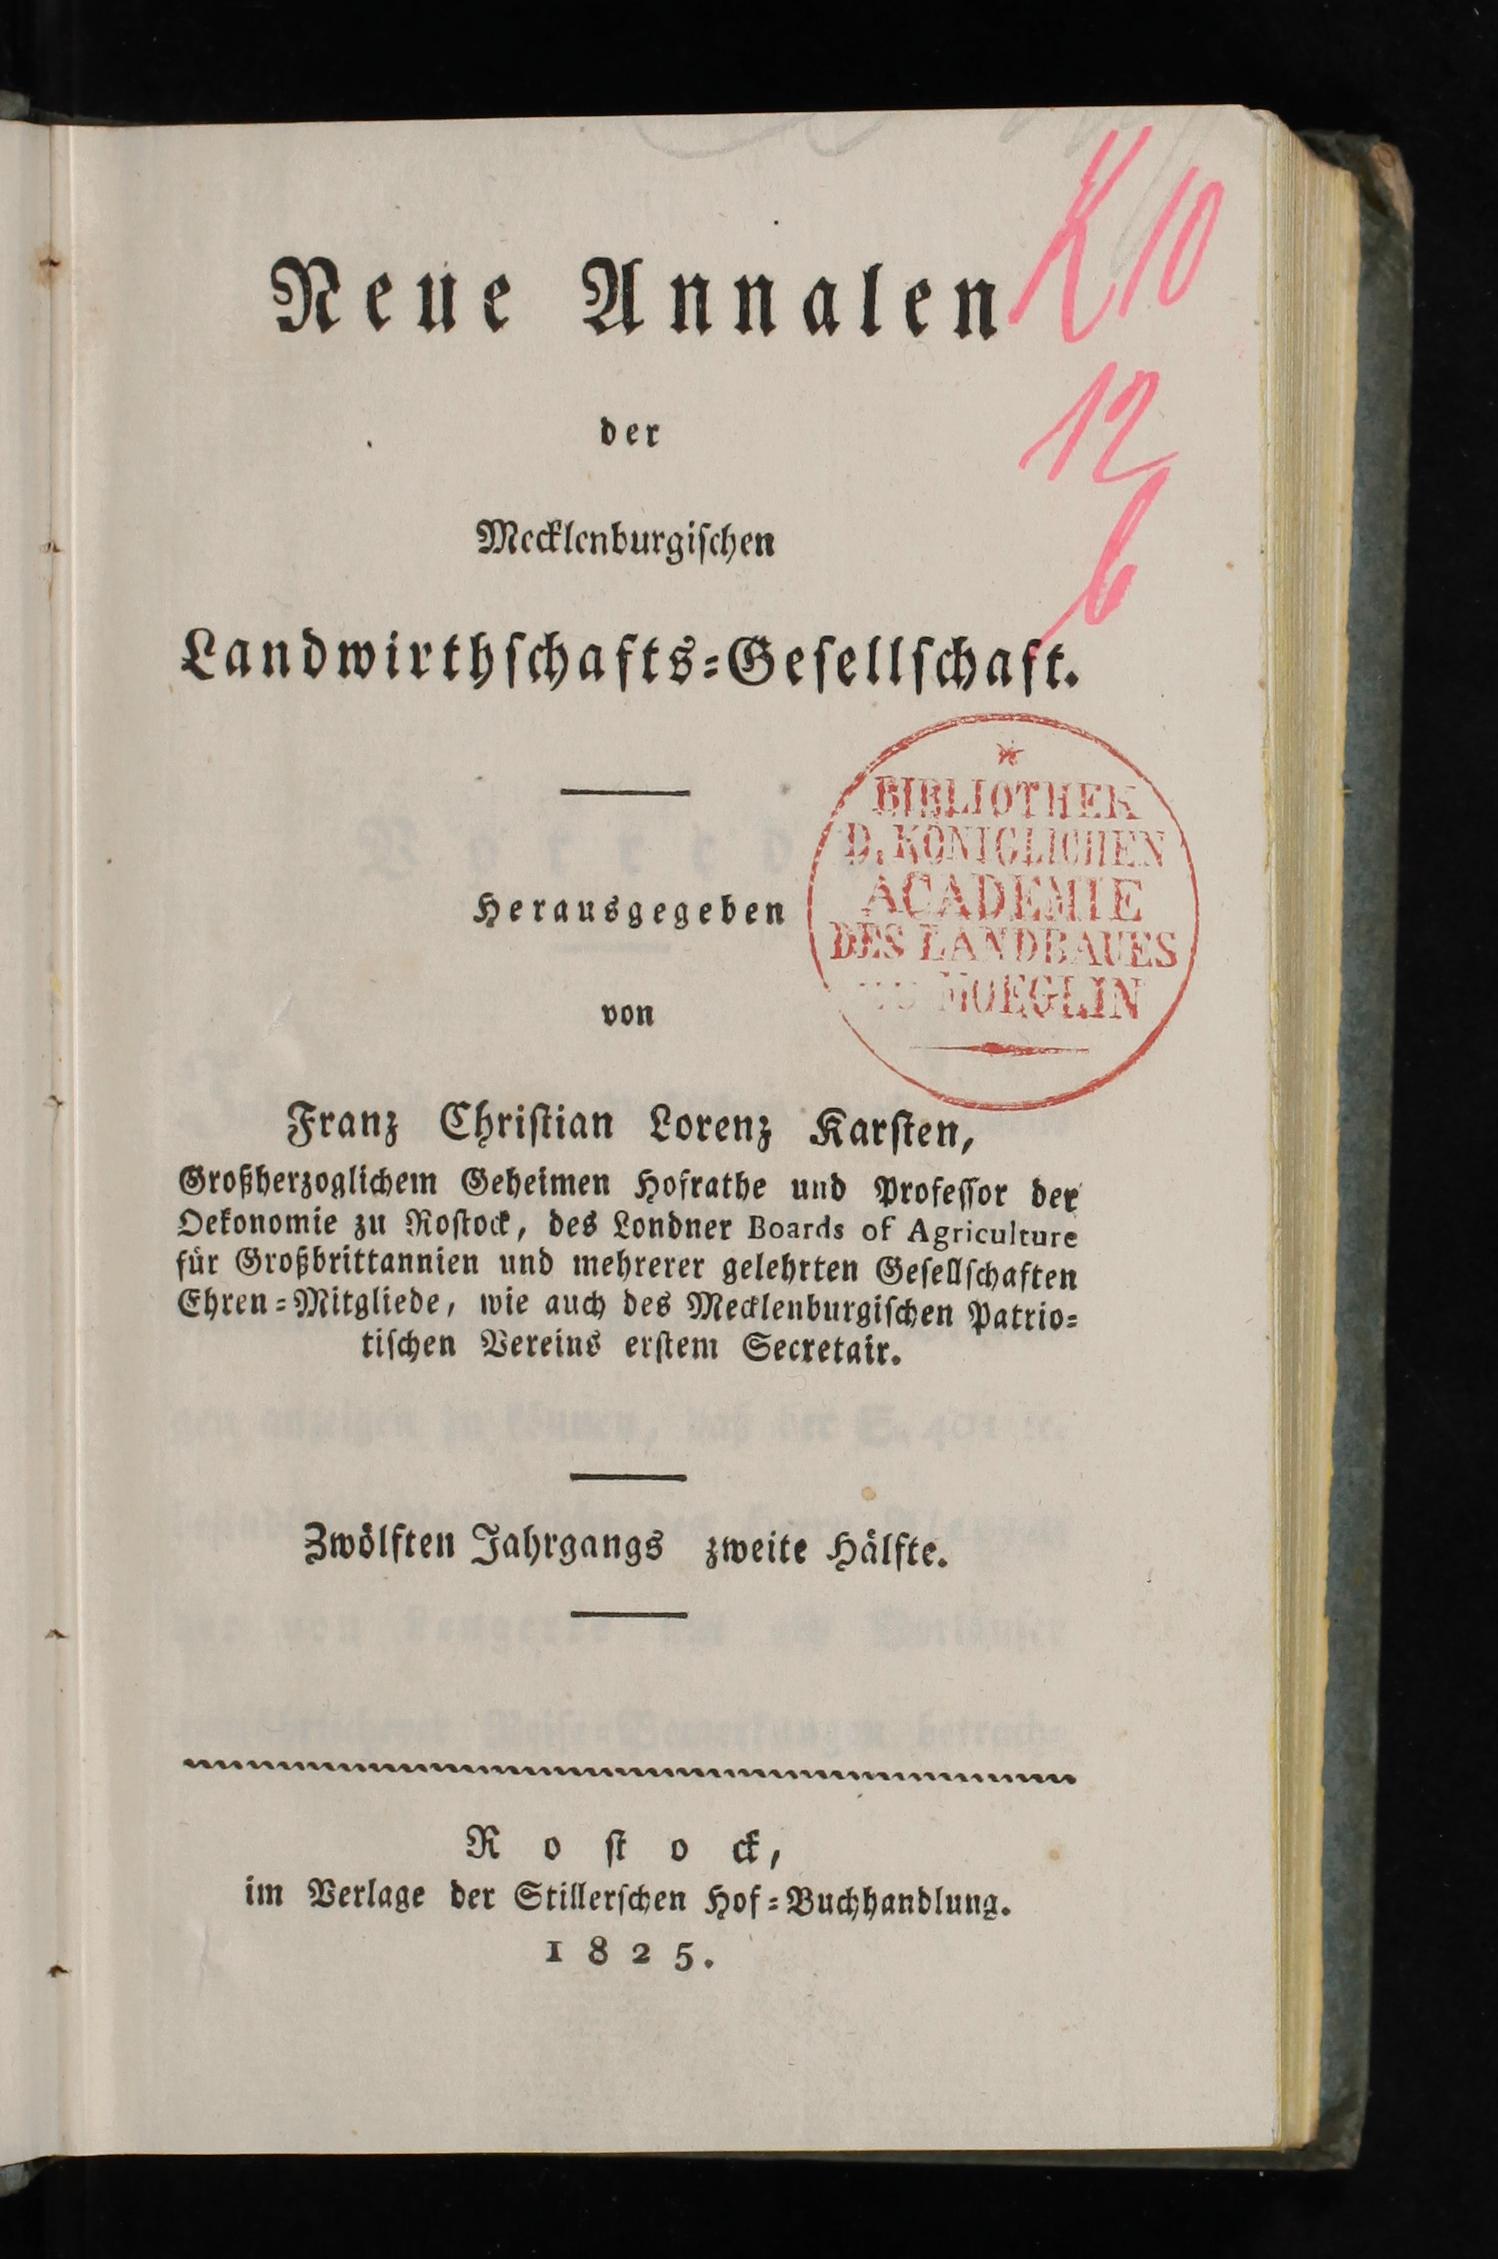 Neue Annalen
der
Mecklenburgischen
Landwirthschafts=Gesellschaft.
Herausgegeben
von
Franz Christian Lorenz Karsten,
Großherzoglichem Geheimen Hofrathe und Professor der
Oekonomie zu Rostock, des Londner Boards of Agriculture
für Großbrittannien und mehrerer gelehrten Gesellschaften
Ehren=Mitgliede, wie auch des Mecklenburgischen Patrio=
tischen Vereins erstem Secretair.
Zwölften Jahrgangs zweite Hälfte.
Rostock,
im Verlage der Stillerschen Hof=Buchhandlung.
1825.
K 10
12
b
BIBLIOTHEK
D. KÖNIGLICHEN
ACADEMIE
DES LANDBAUES
MOEGLIN